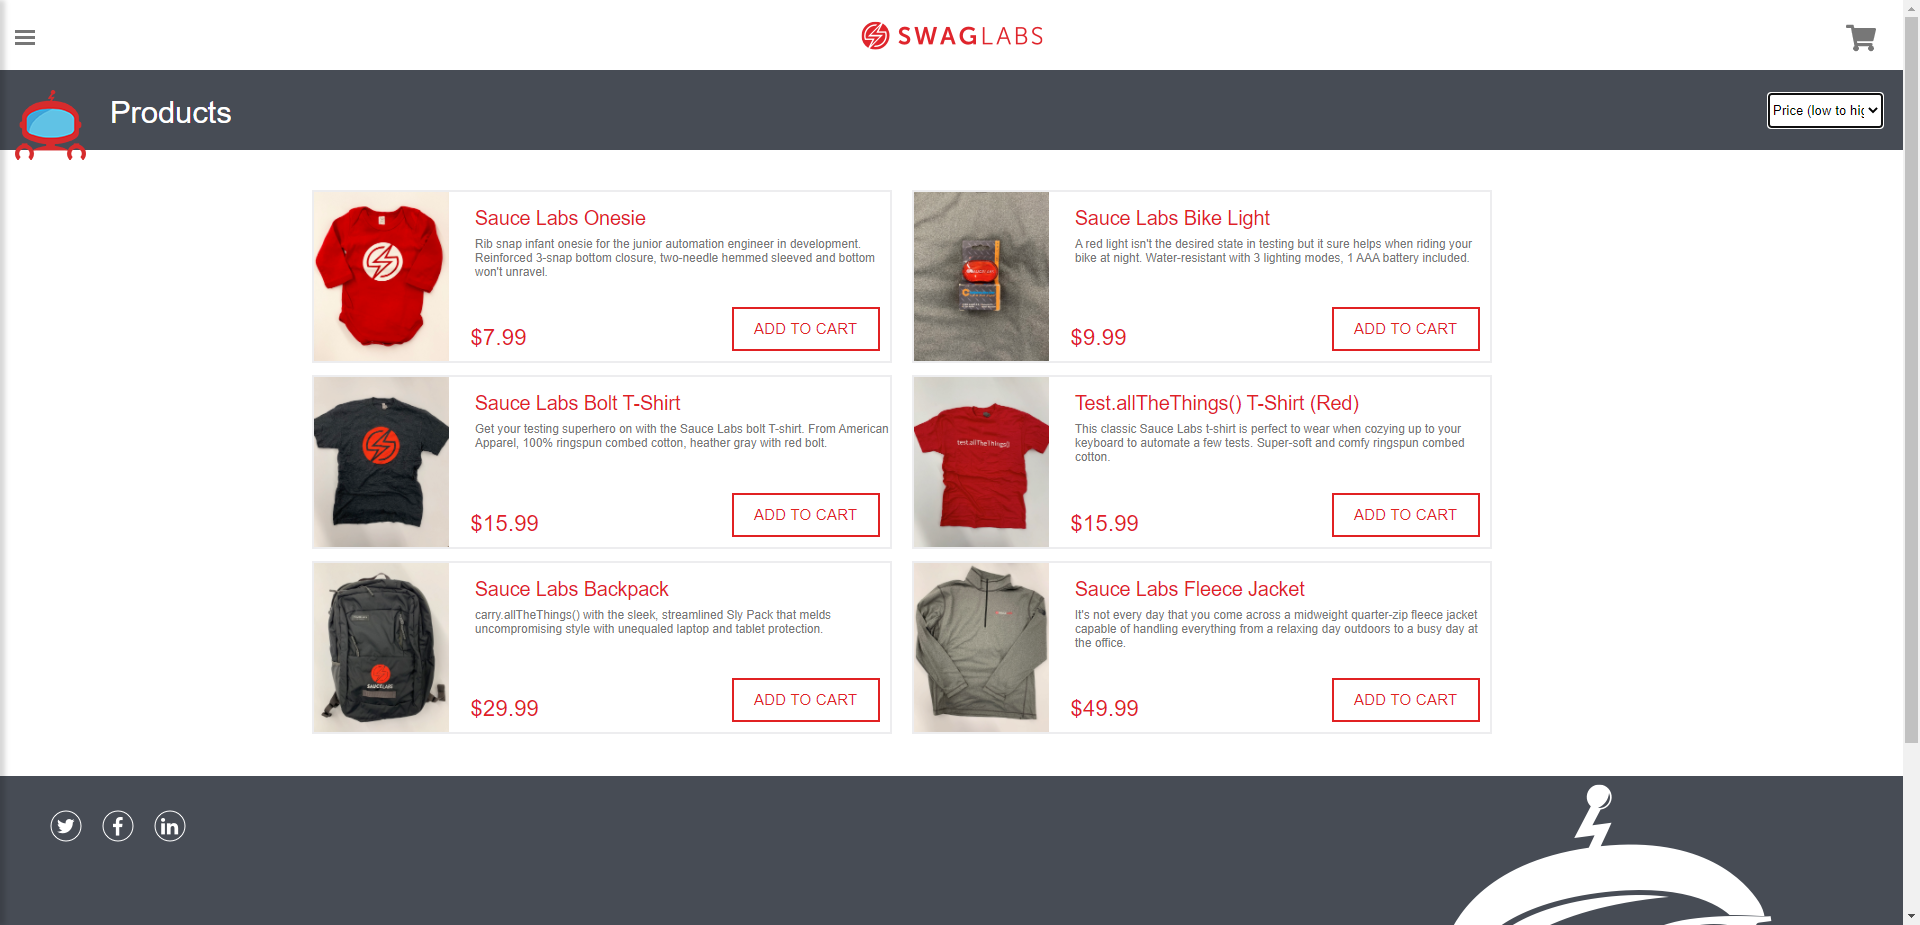 SWAGLABS
Products
Price (low to hig
Sauce Labs Onesie
Rib snap infant onesie for the junior automation engineer in development.
Reinforced 3-snap bottom closure, two-needle hemmed sleeved and bottom
won't unravel.
$7.99
ADD TO CART
Sauce Labs Bike Light
A red light isn't the desired state in testing but it sure helps when riding your
bike at night. Water-resistant with 3 lighting modes, 1 AAA battery included.
$9.99
ADD TO CART
Sauce Labs Bolt T-Shirt
Get your testing superhero on with the Sauce Labs bolt T-shirt. From American
Apparel, 100% ringspun combed cotton, heather gray with red bolt.
$15.99
ADD TO CART
test.allTheThings()
Test.allTheThings() T-Shirt (Red)
This classic Sauce Labs t-shirt is perfect to wear when cozying up to your
keyboard to automate a few tests. Super-soft and comfy ringspun combed
cotton.
$15.99
ADD TO CART
SAUCELABS
Sauce Labs Backpack
carry.allTheThings() with the sleek, streamlined Sly Pack that melds
uncompromising style with unequaled laptop and tablet protection.
$29.99
ADD TO CART
Sauce Labs Fleece Jacket
It's not every day that you come across a midweight quarter-zip fleece jacket
capable of handling everything from a relaxing day outdoors to a busy day at
the office.
$49.99
ADD TO CART